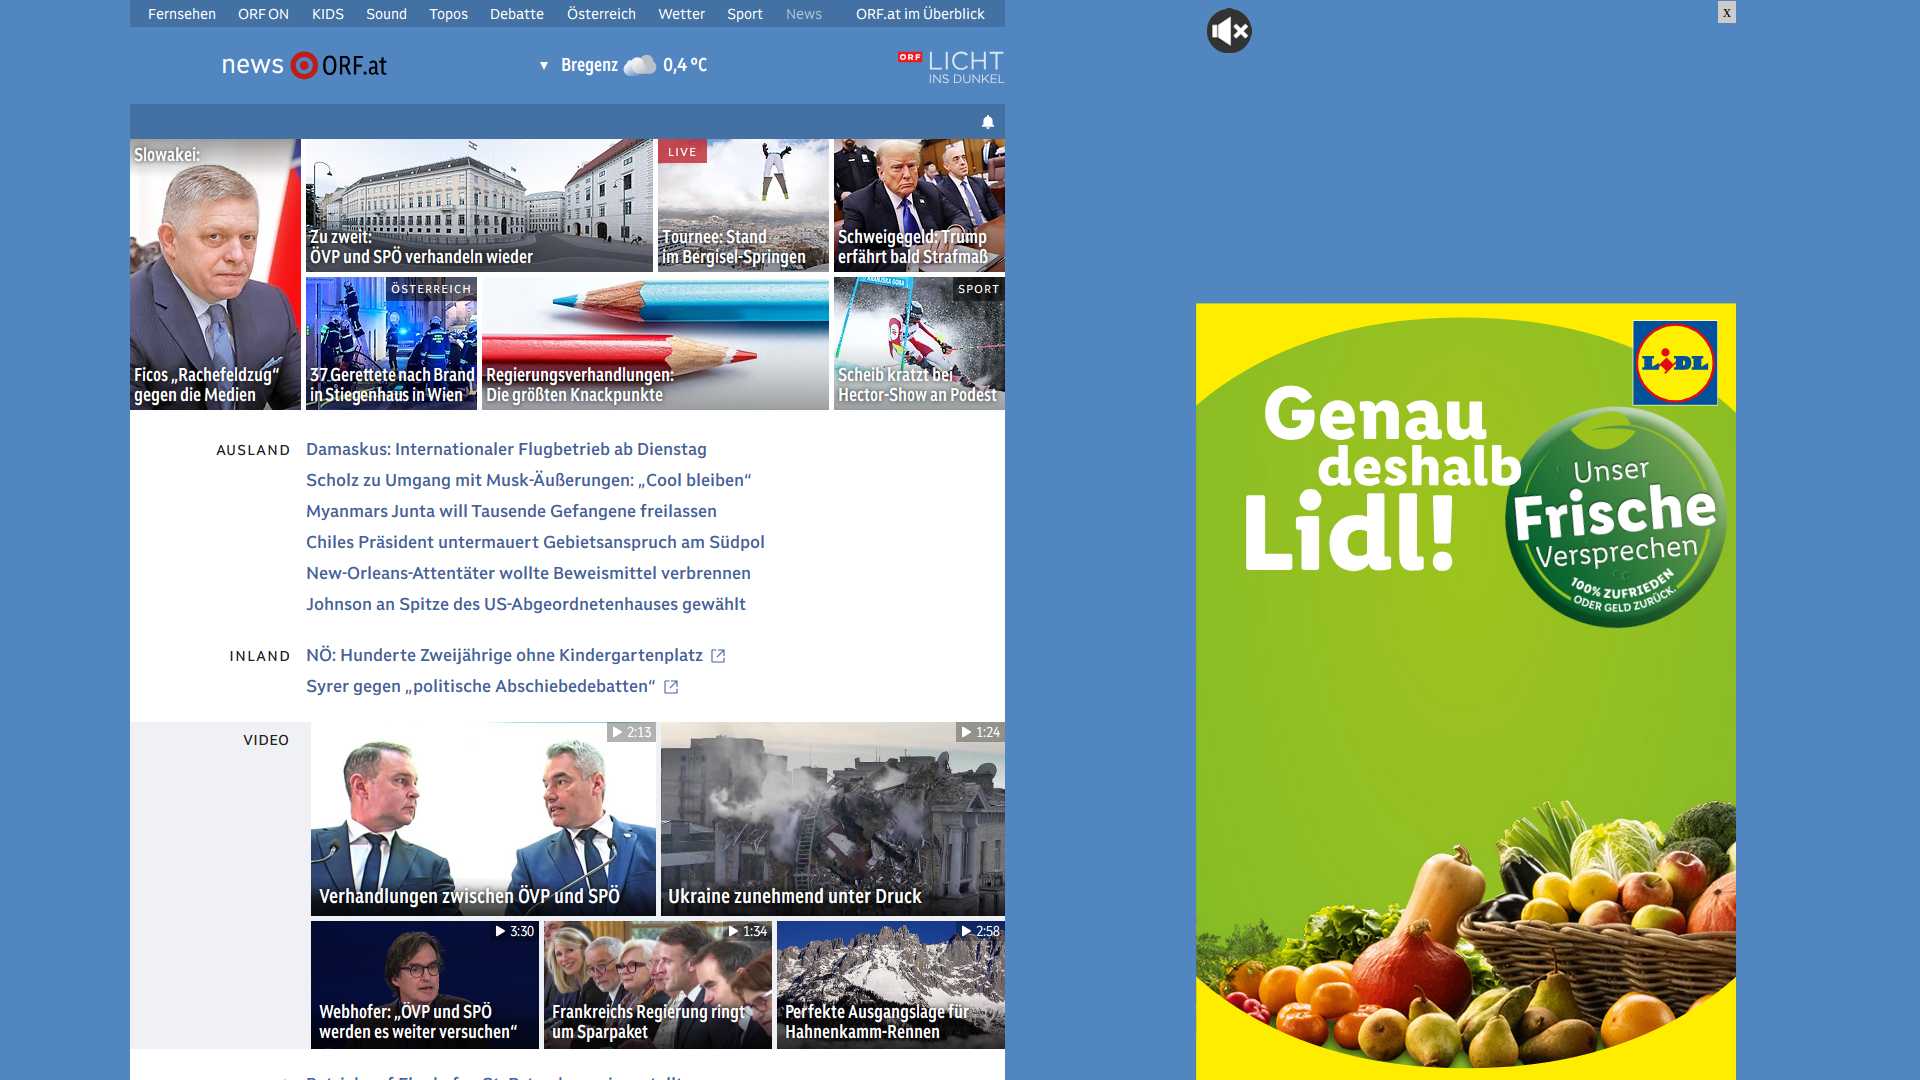 Fernsehen
ORF ON
KIDS
Sound
Topos
Debatte
Österreich
Wetter
Sport
News
ORF.at im Überblick
x
news ORF.at
▼ Bregenz 0,4 °C
ORF LICHT
INS DUNKEL
Slowakei:
Ficos „Rachefeldzug“
gegen die Medien
Zu zweit:
ÖVP und SPÖ verhandeln wieder
LIVE
Tournee: Stand
im Bergisel-Springen
Schweigegeld: Trump
erfährt bald Strafmaß
ÖSTERREICH
37 Gerettete nach Brand
in Stiegenhaus in Wien
Regierungsverhandlungen:
Die größten Knackpunkte
SPORT
Scheib kratzt bei
Hector-Show an Podest
AUSLAND
Damaskus: Internationaler Flugbetrieb ab Dienstag
Scholz zu Umgang mit Musk-Äußerungen: „Cool bleiben“
Myanmars Junta will Tausende Gefangene freilassen
Chiles Präsident untermauert Gebietsanspruch am Südpol
New-Orleans-Attentäter wollte Beweismittel verbrennen
Johnson an Spitze des US-Abgeordnetenhauses gewählt
INLAND
NÖ: Hunderte Zweijährige ohne Kindergartenplatz
Syrer gegen „politische Abschiebedebatten“
VIDEO
2:13
Verhandlungen zwischen ÖVP und SPÖ
1:24
Ukraine zunehmend unter Druck
3:30
Webhofer: „ÖVP und SPÖ
werden es weiter versuchen“
1:34
Frankreichs Regierung ringt
um Sparpaket
2:58
Perfekte Ausgangslage für
Hahnenkamm-Rennen
LIDL
Genau
deshalb
Lidl!
Unser
Frische
Versprechen
100% ZUFRIEDEN
ODER GELD ZURÜCK.